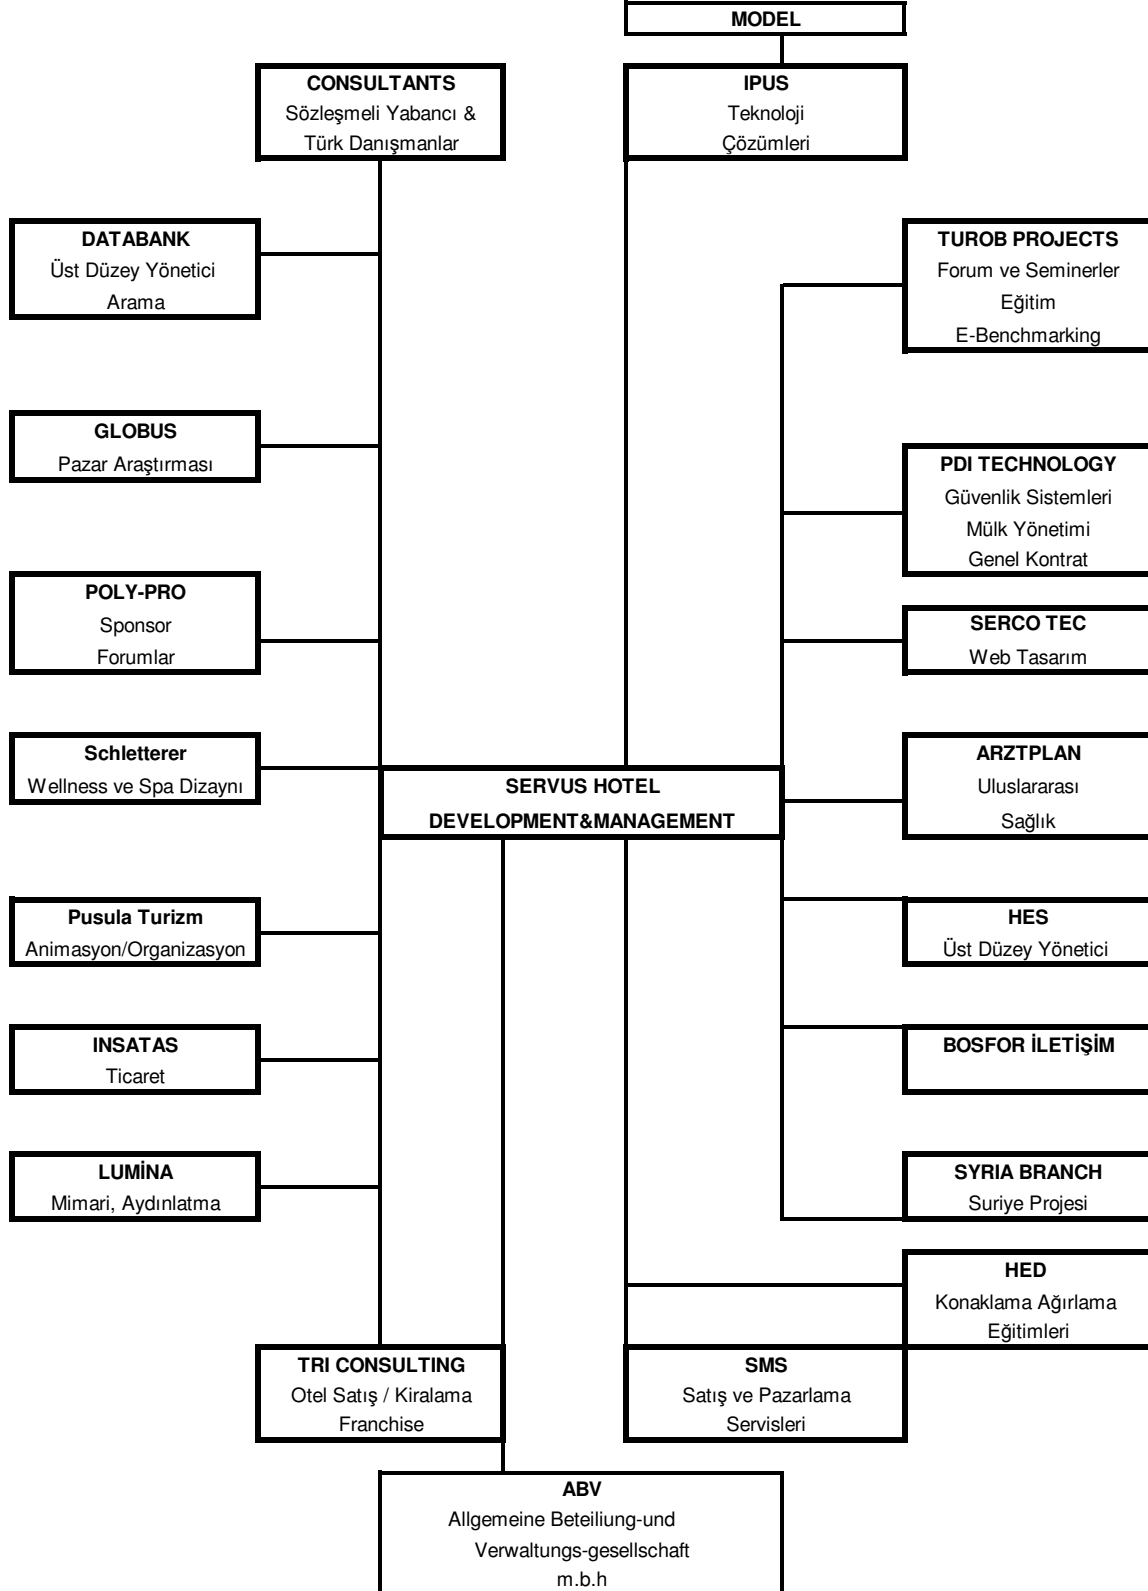 MODEL
CONSULTANTS
Sözleşmeli Yabancı &
Türk Danışmanlar
IPUS
Teknoloji
Çözümleri
DATABANK
Üst Düzey Yönetici
Arama
TUROB PROJECTS
Forum ve Seminerler
Eğitim
E-Benchmarking
GLOBUS
Pazar Araştırması
PDI TECHNOLOGY
Güvenlik Sistemleri
Mülk Yönetimi
Genel Kontrat
POLY-PRO
Sponsor
Forumlar
SERCO TEC
Web Tasarım
Schletterer
Wellness ve Spa Dizaynı
SERVUS HOTEL
DEVELOPMENT&MANAGEMENT
ARZTPLAN
Uluslararası
Sağlık
Pusula Turizm
Animasyon/Organizasyon
HES
Üst Düzey Yönetici
INSATAS
Ticaret
BOSFOR İLETİŞİM
LUMİNA
Mimari, Aydınlatma
SYRIA BRANCH
Suriye Projesi
HED
Konaklama Ağırlama
Eğitimleri
TRI CONSULTING
Otel Satış / Kiralama
Franchise
SMS
Satış ve Pazarlama
Servisleri
ABV
Allgemeine Beteiliung-und
Verwaltungs-gesellschaft
m.b.h